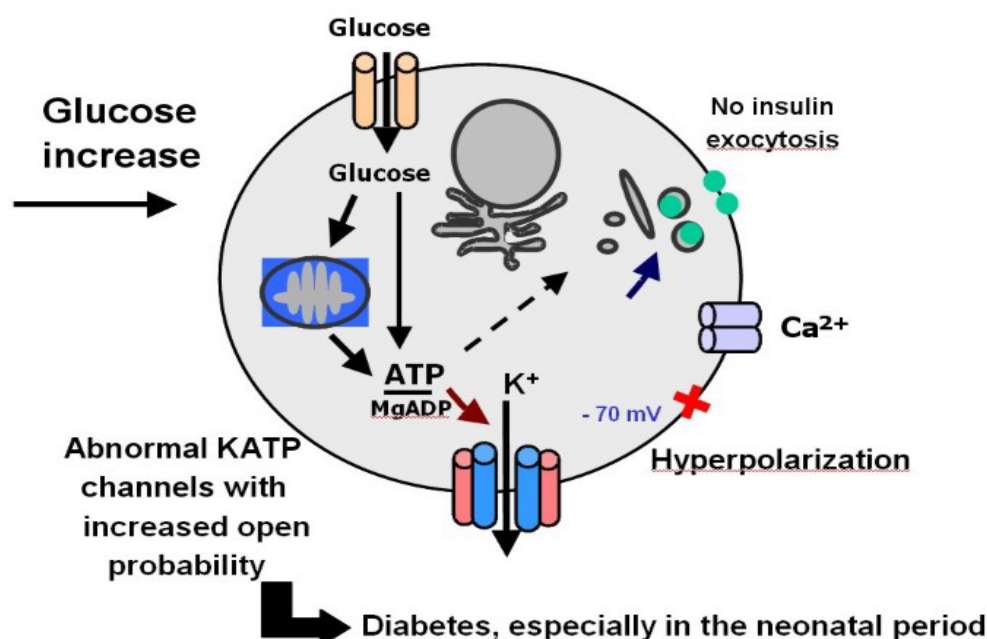 Glucose
Glucose
increase
Glucose
No insulin
exocytosis
Ca²⁺
ATP
MgADP
K⁺
- 70 mV
Hyperpolarization
Abnormal KATP
channels with
increased open
probability
Diabetes, especially in the neonatal period